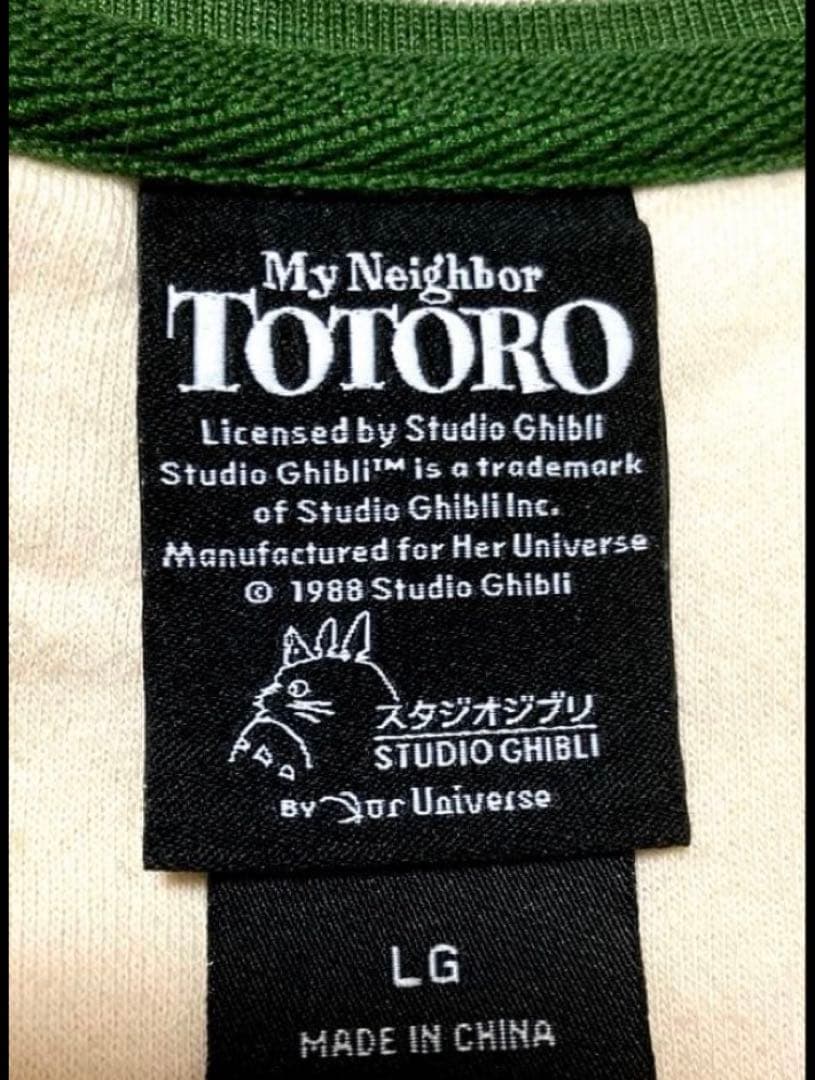 My Neighbor
TOTORO
Licensed by Studio Ghibli
Studio Ghibli™ is a trademark
of Studio Ghibli Inc.
Manufactured for Her Universe
© 1988 Studio Ghibli
スタジオジブリ
STUDIO GHIBLI
BY Our Universe
LG
MADE IN CHINA